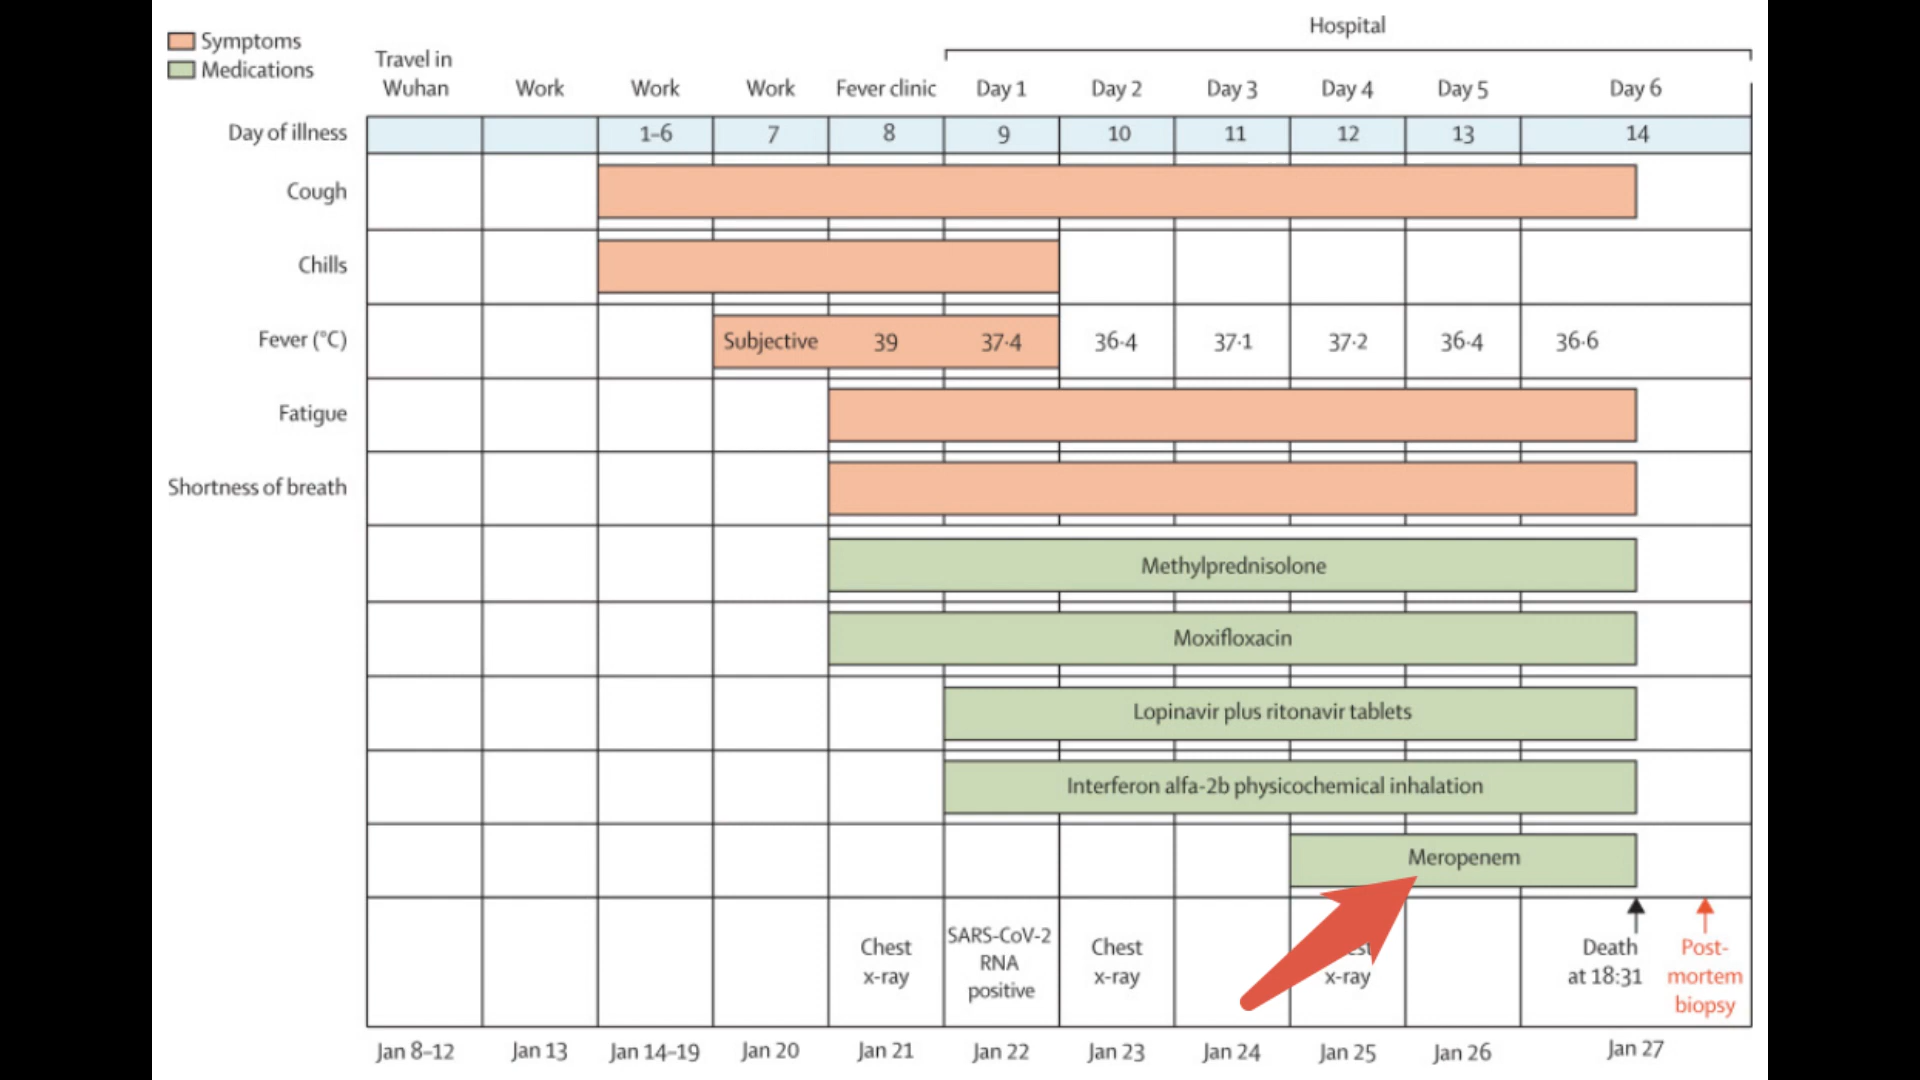 Hospital
Symptoms
Medications
Travel in
Wuhan
Work
Work
Work
Fever clinic
Day 1
Day 2
Day 3
Day 4
Day 5
Day 6
Day of illness
1–6
7
8
9
10
11
12
13
14
Cough
Chills
Fever (°C)
Subjective
39
37·4
36·4
37·1
37·2
36·4
36·6
Fatigue
Shortness of breath
Methylprednisolone
Moxifloxacin
Lopinavir plus ritonavir tablets
Interferon alfa-2b physicochemical inhalation
Meropenem
Chest
x-ray
SARS-CoV-2
RNA
positive
Chest
x-ray
x-ray
Death
at 18:31
Post-
mortem
biopsy
Jan 8–12
Jan 13
Jan 14–19
Jan 20
Jan 21
Jan 22
Jan 23
Jan 24
Jan 25
Jan 26
Jan 27